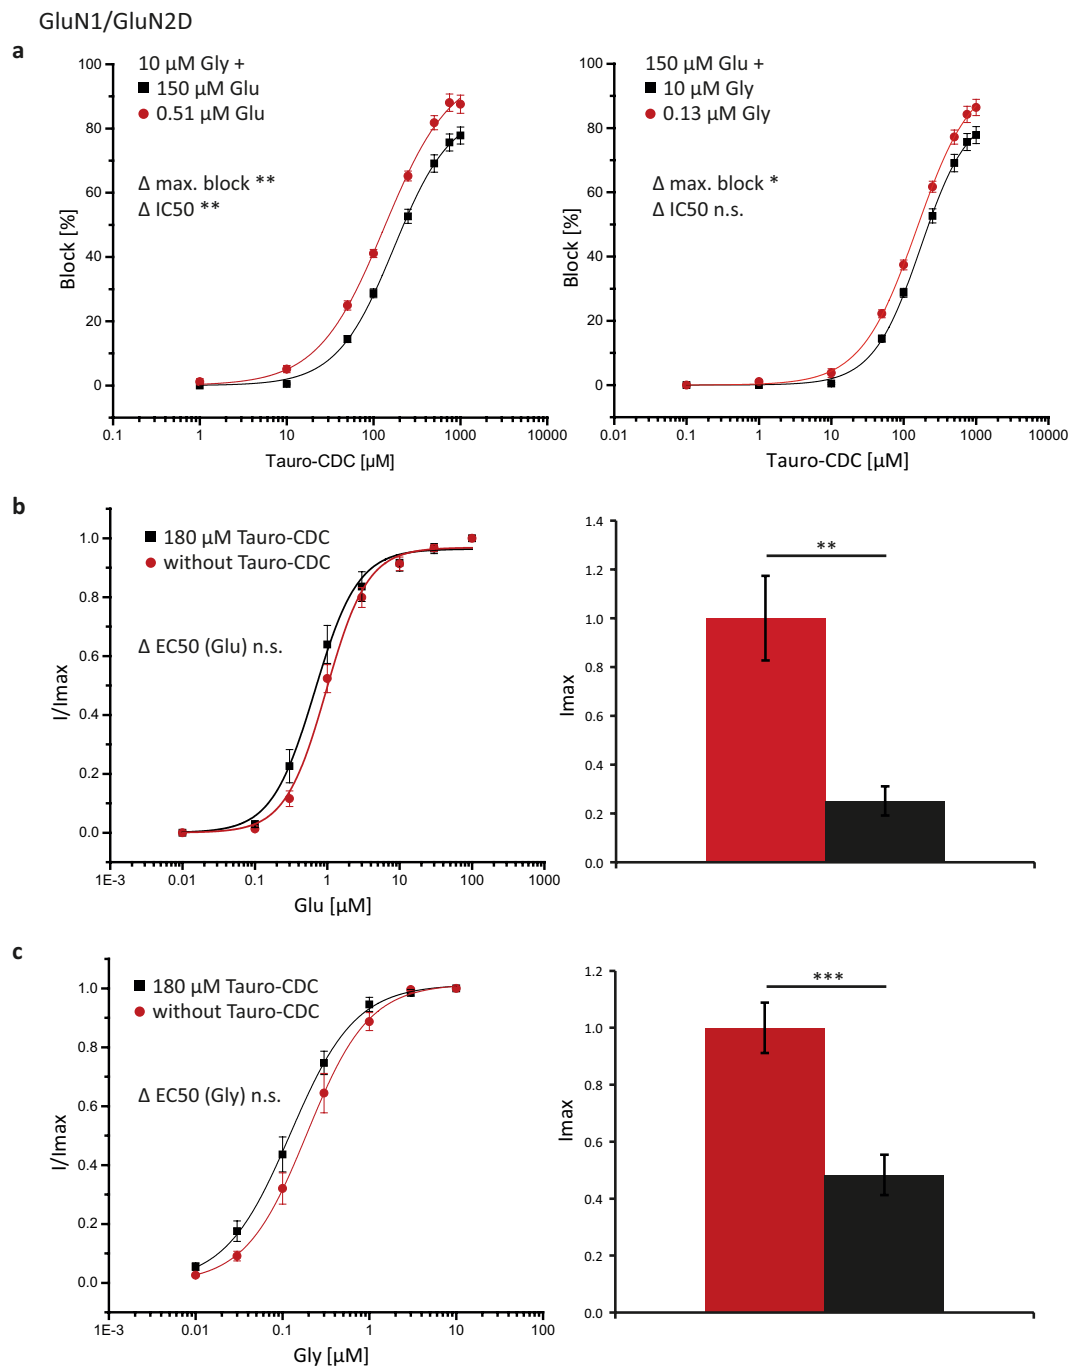 GluN1/GluN2D
a
10 µM Gly +
150 µM Glu
0.51 µM Glu
Δ max. block **
Δ IC50 **
Block [%]
100
80
60
40
20
0
0.1 1 10 100 1000 10000
Tauro-CDC [µM]
150 µM Glu +
10 µM Gly
0.13 µM Gly
Δ max. block *
Δ IC50 n.s.
Block [%]
100
80
60
40
20
0
0.01 0.1 1 10 100 1000 10000
Tauro-CDC [µM]
b
180 µM Tauro-CDC
without Tauro-CDC
Δ EC50 (Glu) n.s.
I/Imax
1.0
0.8
0.6
0.4
0.2
0.0
1E-3 0.01 0.1 1 10 100 1000
Glu [µM]
**
Imax
1.4
1.2
1.0
0.8
0.6
0.4
0.2
0.0
c
180 µM Tauro-CDC
without Tauro-CDC
Δ EC50 (Gly) n.s.
I/Imax
1.0
0.8
0.6
0.4
0.2
0.0
1E-3 0.01 0.1 1 10 100
Gly [µM]
***
Imax
1.2
1.0
0.8
0.6
0.4
0.2
0.0